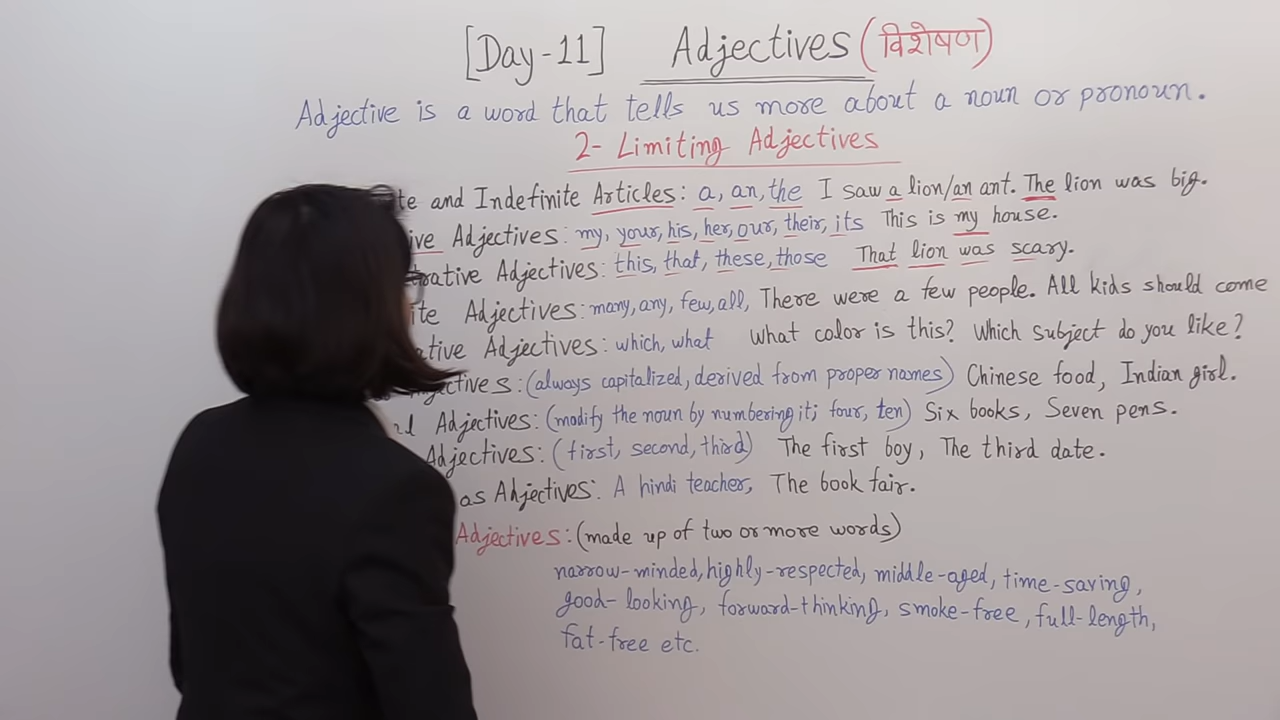 [Day-11] Adjectives (विशेषण)
Adjective is a word that tells us more about a noun or pronoun.
2- Limiting Adjectives
te and Indefinite Articles: a, an, the I saw a lion/an ant. The lion was big.
ive Adjectives: my, your, his, her, our, their, its This is my house.
trative Adjectives: this, that, these, those That lion was scary.
ite Adjectives: many, any, few, all, There were a few people. All kids should come
ative Adjectives: which, what What color is this? Which subject do you like?
Adjectives: (always capitalized, derived from proper names) Chinese food, Indian girl.
Adjectives: (modify the noun by numbering it; four, ten) Six books, Seven pens.
Adjectives: (first, second, third) The first boy, The third date.
as Adjectives: A hindi teacher, The book fair.
Adjectives: (made up of two or more words)
narrow-minded, highly-respected, middle-aged, time-saving,
good-looking, forward-thinking, smoke-free, full-length,
fat-free etc.